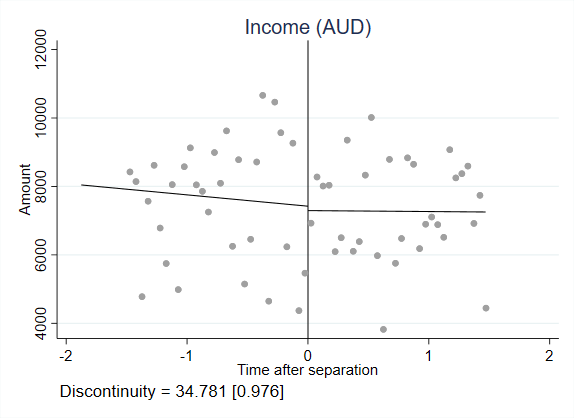 Income (AUD)
Amount
12000
10000
8000
6000
4000
-2 -1 0 1 2
Time after separation
Discontinuity = 34.781 [0.976]